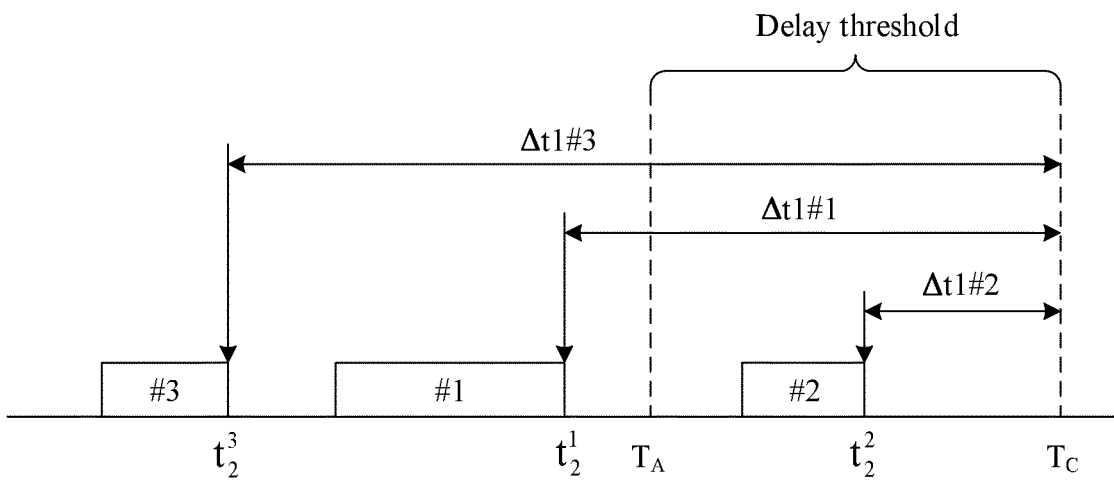 Delay threshold
Δt1#3
Δt1#1
Δt1#2
#3 #1 #2
t₂³ t₂¹ T_A t₂² T_C